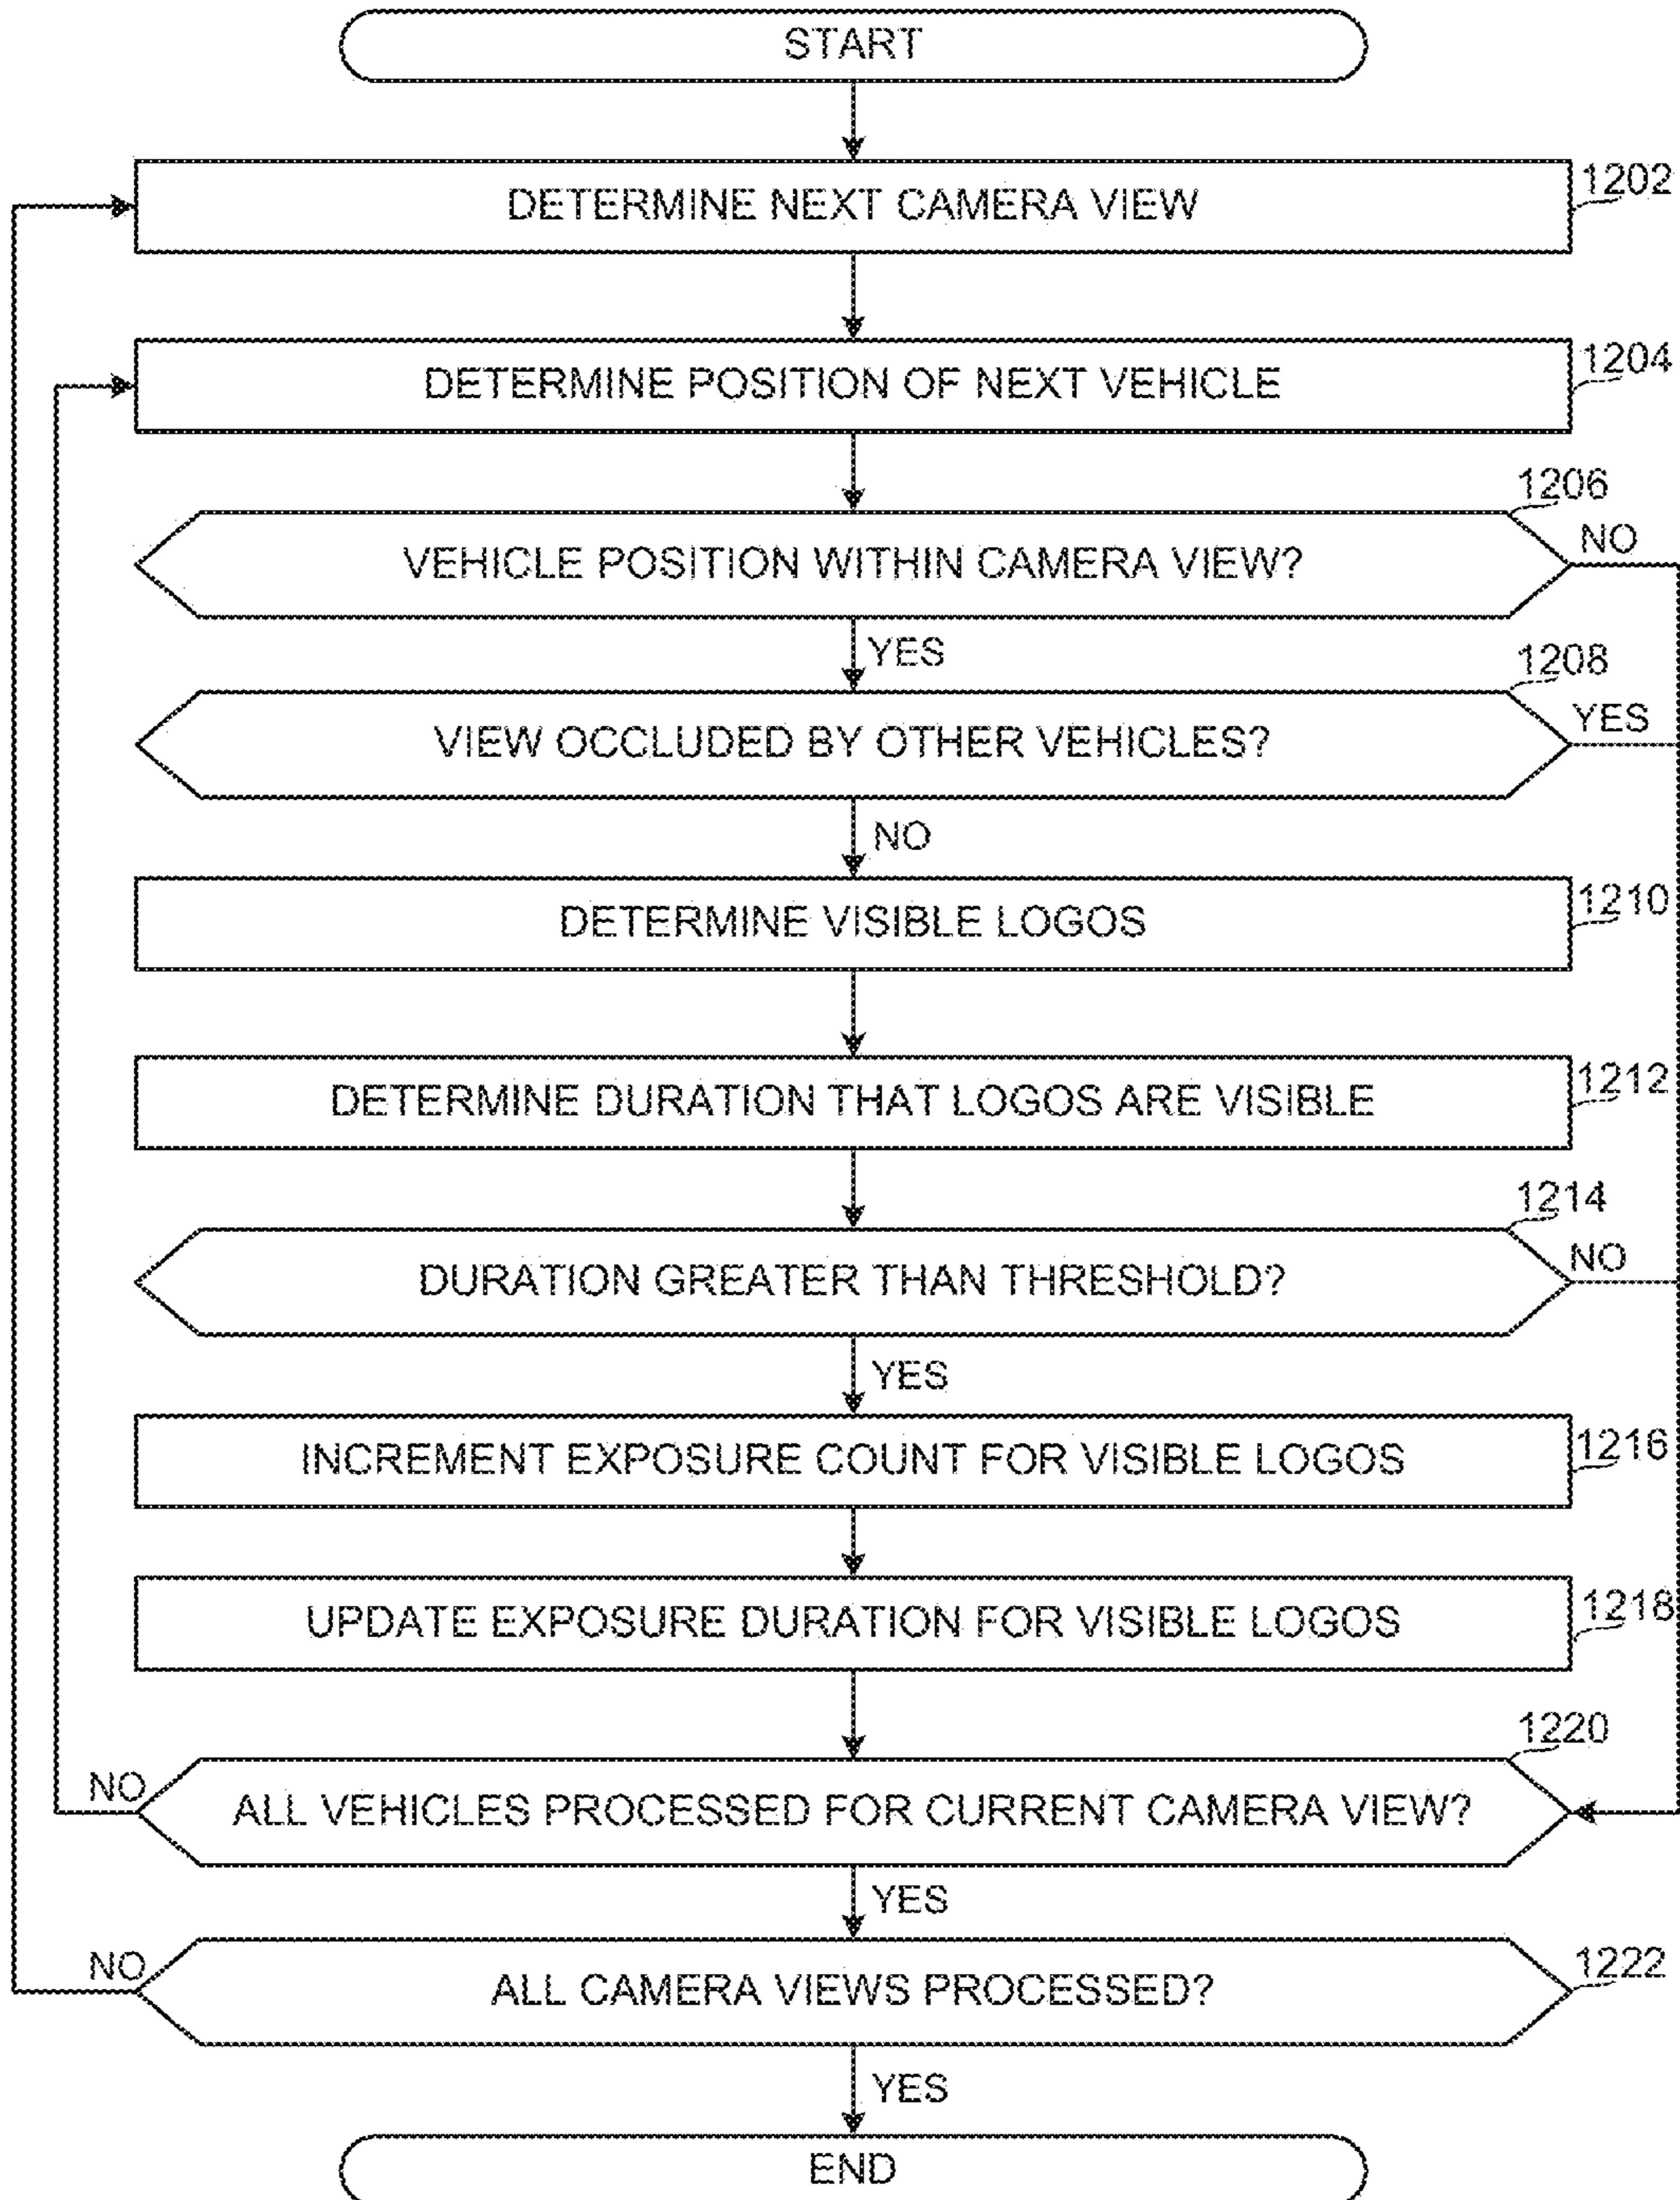 START
1202
DETERMINE NEXT CAMERA VIEW
1204
DETERMINE POSITION OF NEXT VEHICLE
1206
NO
VEHICLE POSITION WITHIN CAMERA VIEW?
YES
1208
YES
VIEW OCCLUDED BY OTHER VEHICLES?
NO
1210
DETERMINE VISIBLE LOGOS
1212
DETERMINE DURATION THAT LOGOS ARE VISIBLE
1214
NO
DURATION GREATER THAN THRESHOLD?
YES
1216
INCREMENT EXPOSURE COUNT FOR VISIBLE LOGOS
1218
UPDATE EXPOSURE DURATION FOR VISIBLE LOGOS
1220
NO
ALL VEHICLES PROCESSED FOR CURRENT CAMERA VIEW?
YES
1222
NO
ALL CAMERA VIEWS PROCESSED?
YES
END